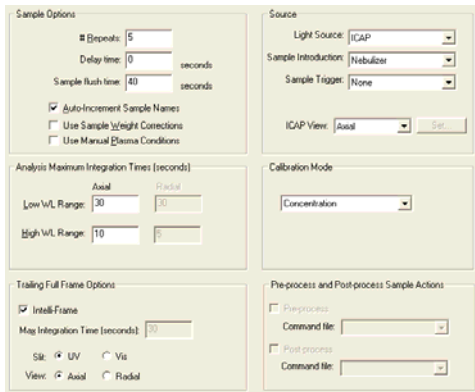 Sample Options
# Repeats: 5
Delay time: 0 seconds
Sample flush time: 40 seconds
Auto-Increment Sample Names
Use Sample Weight Corrections
Use Manual Plasma Conditions
Source
Light Source: ICAP
Sample Introduction: Nebulizer
Sample Trigger: None
ICAP View: Axial Set...
Analysis Maximum Integration Times (seconds)
Axial Radial
Low WL Range: 30 30
High WL Range: 10 5
Calibration Mode
Concentration
Trailing Full Frame Options
Intelli-Frame
Max Integration Time (seconds): 30
Slit: UV Vis
View: Axial Radial
Pre-process and Post-process Sample Actions
Pre-process
Command file:
Post process
Command file: